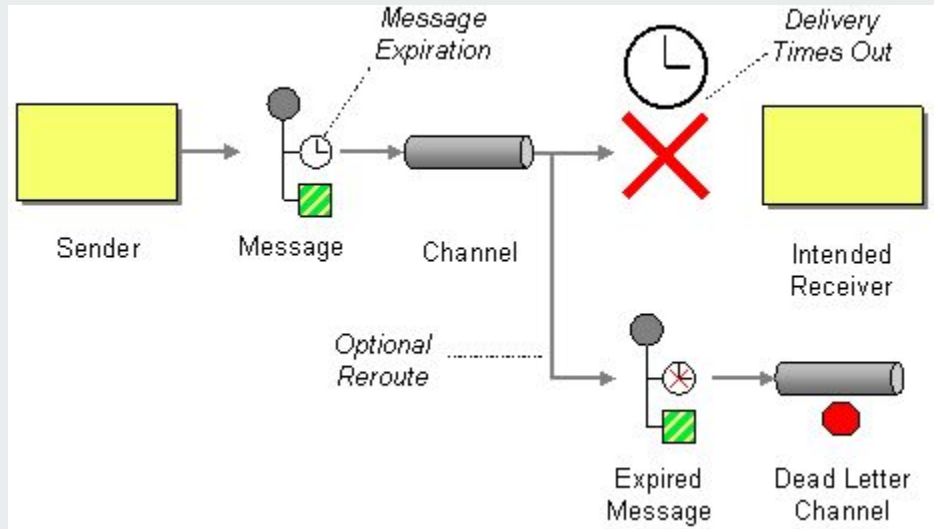 Message
Expiration
Delivery
Times Out
Sender
Message
Channel
Intended
Receiver
Optional
Reroute
Expired
Message
Dead Letter
Channel